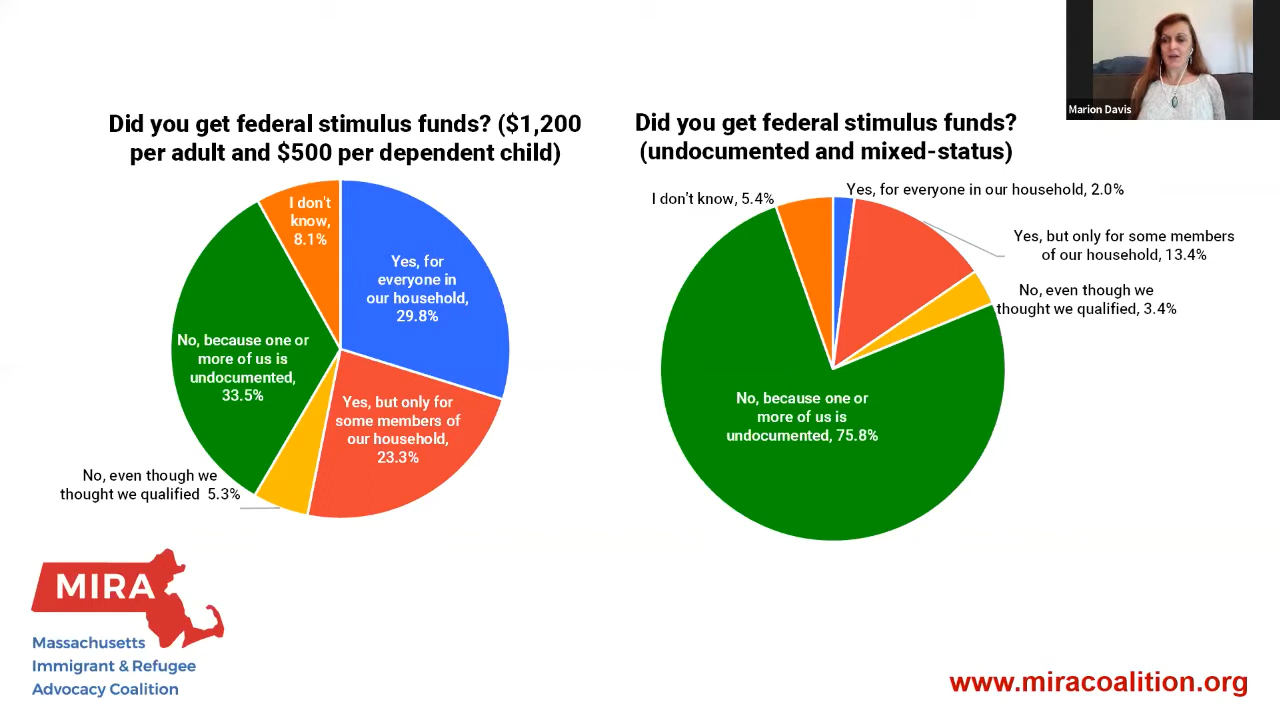 Marion Davis
Did you get federal stimulus funds? ($1,200
per adult and $500 per dependent child)
I don't
know,
8.1%
Yes, for
everyone in
our household,
29.8%
No, because one or
more of us is
undocumented,
33.5%
Yes, but only for
some members of
our household,
23.3%
No, even though we
thought we qualified 5.3%
Did you get federal stimulus funds?
(undocumented and mixed-status)
I don't know, 5.4%
Yes, for everyone in our household, 2.0%
Yes, but only for some members
of our household, 13.4%
No, even though we
thought we qualified, 3.4%
No, because one or
more of us is
undocumented, 75.8%
MIRA
Massachusetts
Immigrant & Refugee
Advocacy Coalition
www.miracoalition.org